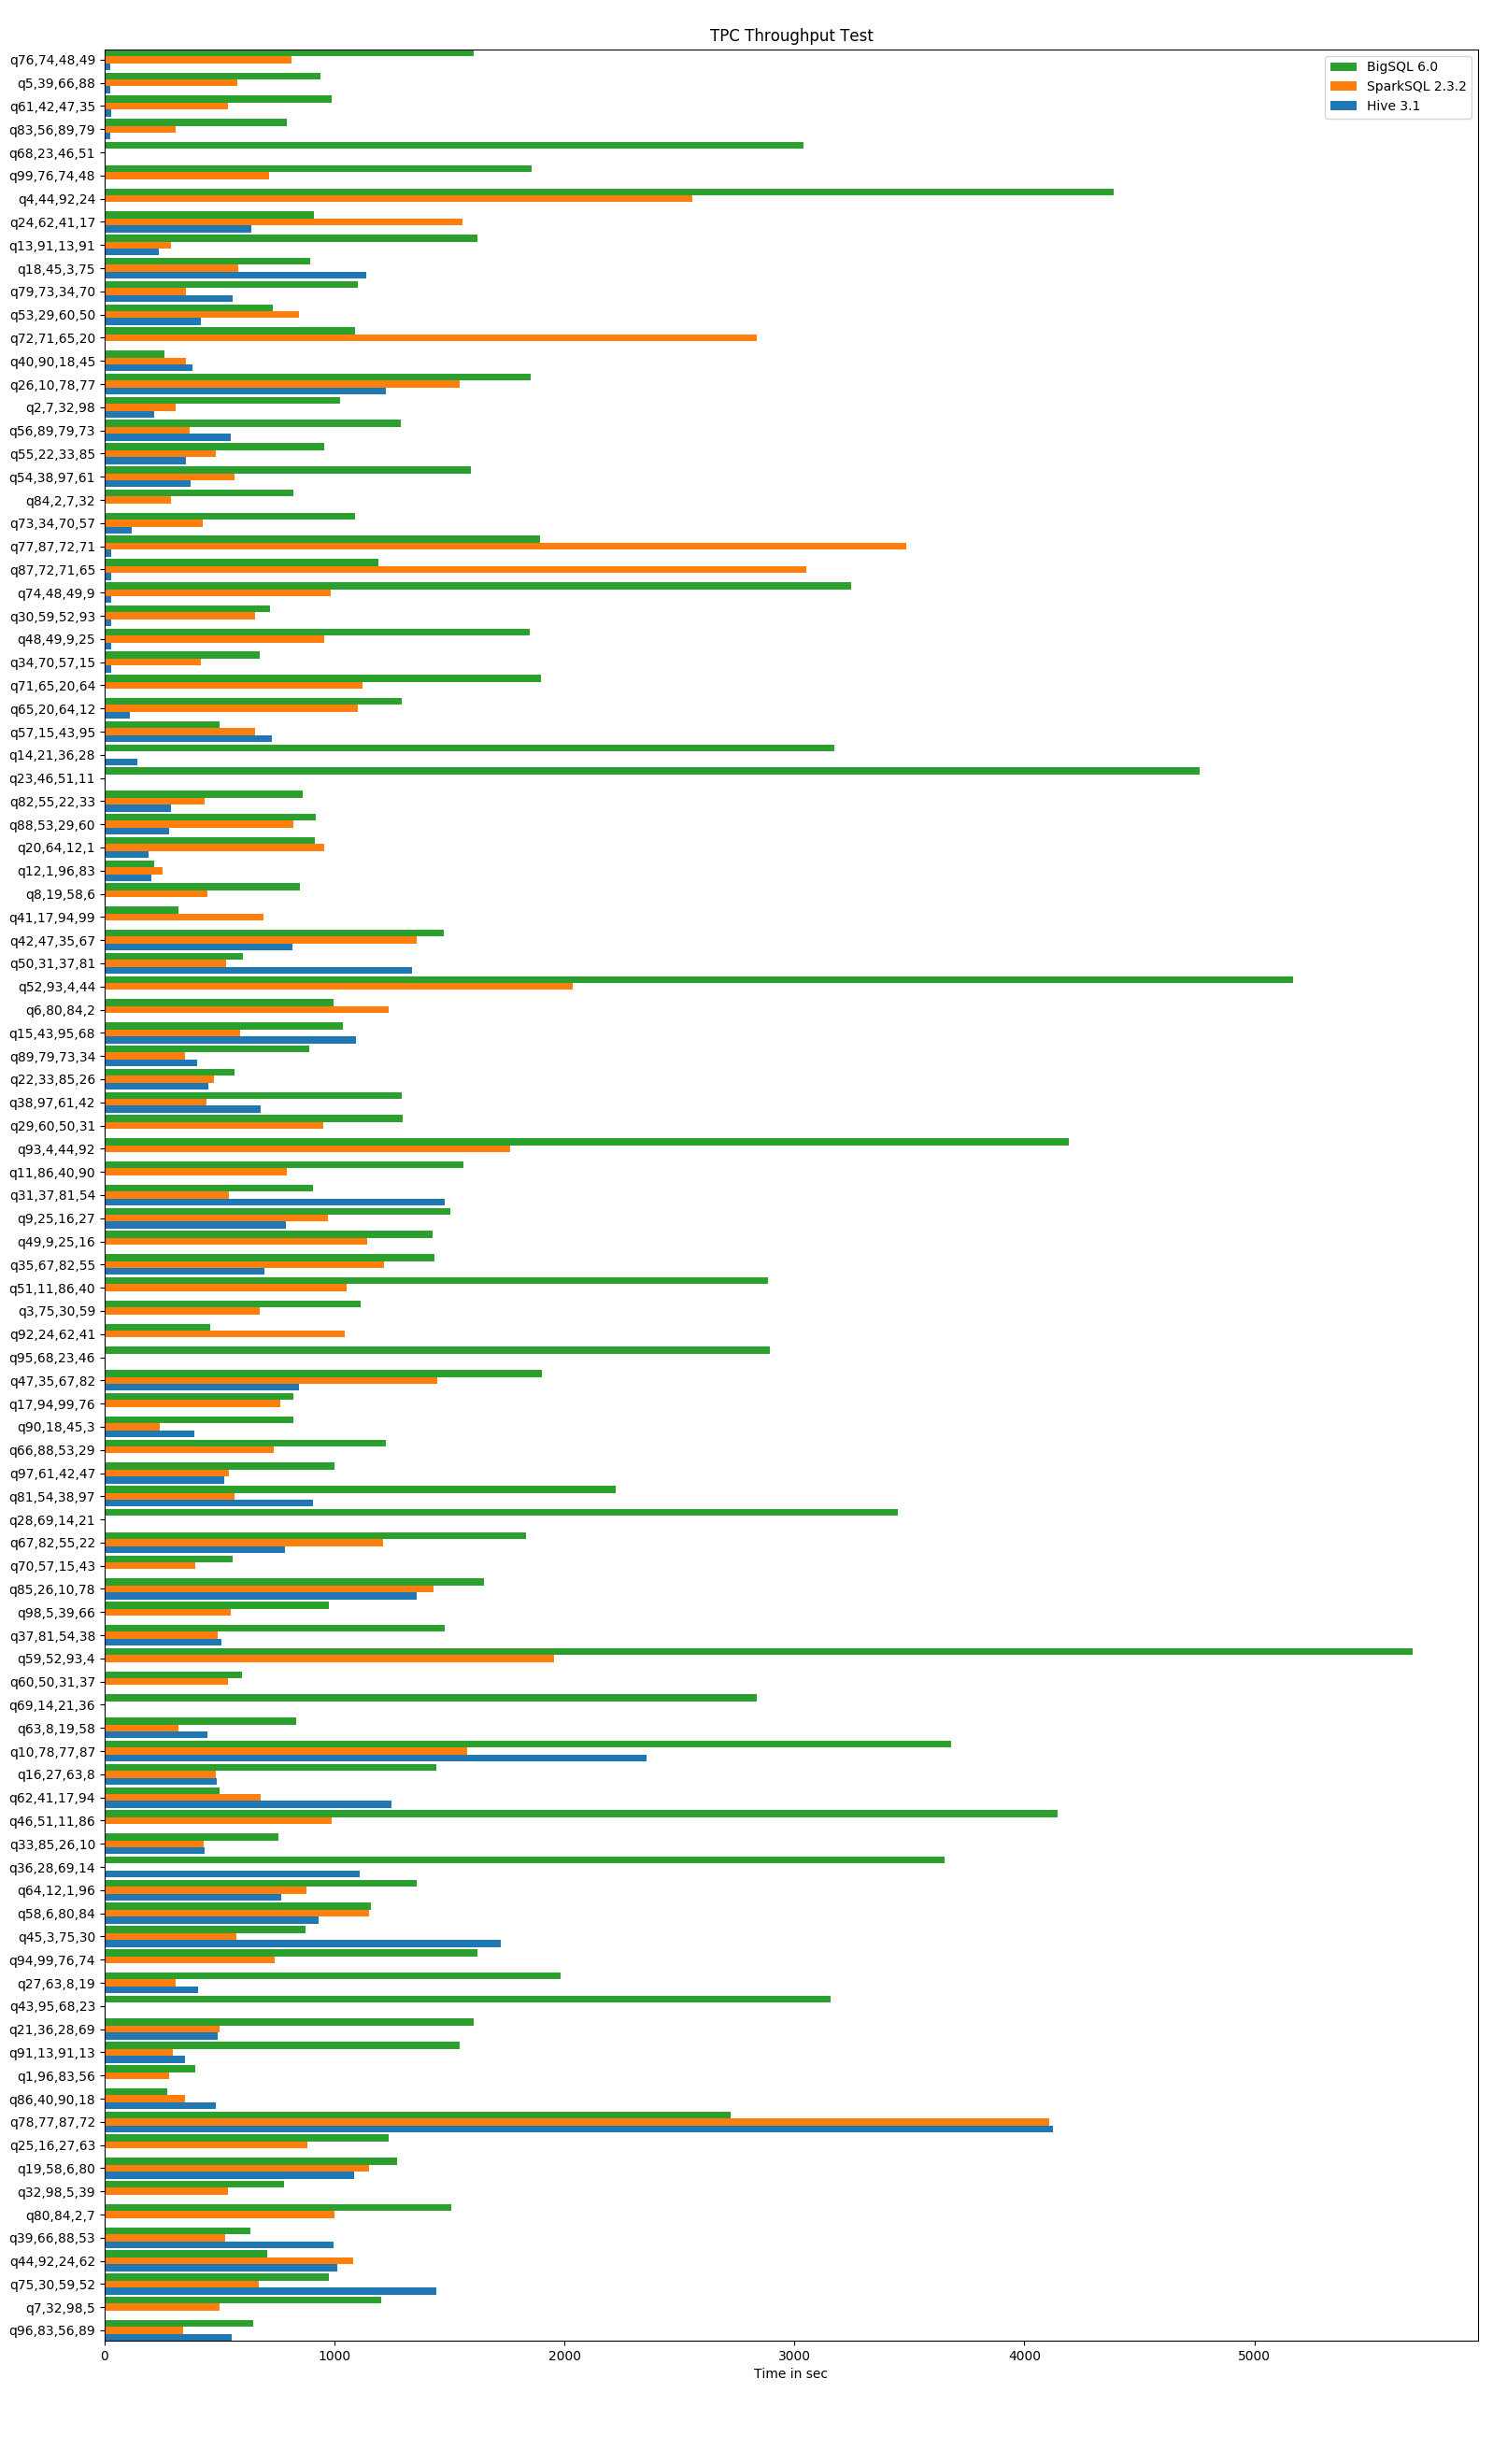 TPC Throughput Test
BigSQL 6.0
SparkSQL 2.3.2
Hive 3.1
q76,74,48,49
q5,39,66,88
q61,42,47,35
q83,56,89,79
q68,23,46,51
q99,76,74,48
q4,44,92,24
q24,62,41,17
q13,91,13,91
q18,45,3,75
q79,73,34,70
q53,29,60,50
q72,71,65,20
q40,90,18,45
q26,10,78,77
q2,7,32,98
q56,89,79,73
q55,22,33,85
q54,38,97,61
q84,2,7,32
q73,34,70,57
q77,87,72,71
q87,72,71,65
q74,48,49,9
q30,59,52,93
q48,49,9,25
q34,70,57,15
q71,65,20,64
q65,20,64,12
q57,15,43,95
q14,21,36,28
q23,46,51,11
q82,55,22,33
q88,53,29,60
q20,64,12,1
q12,1,96,83
q8,19,58,6
q41,17,94,99
q42,47,35,67
q50,31,37,81
q52,93,4,44
q6,80,84,2
q15,43,95,68
q89,79,73,34
q22,33,85,26
q38,97,61,42
q29,60,50,31
q93,4,44,92
q11,86,40,90
q31,37,81,54
q9,25,16,27
q49,9,25,16
q35,67,82,55
q51,11,86,40
q3,75,30,59
q92,24,62,41
q95,68,23,46
q47,35,67,82
q17,94,99,76
q90,18,45,3
q66,88,53,29
q97,61,42,47
q81,54,38,97
q28,69,14,21
q67,82,55,22
q70,57,15,43
q85,26,10,78
q98,5,39,66
q37,81,54,38
q59,52,93,4
q60,50,31,37
q69,14,21,36
q63,8,19,58
q10,78,77,87
q16,27,63,8
q62,41,17,94
q46,51,11,86
q33,85,26,10
q36,28,69,14
q64,12,1,96
q58,6,80,84
q45,3,75,30
q94,99,76,74
q27,63,8,19
q43,95,68,23
q21,36,28,69
q91,13,91,13
q1,96,83,56
q86,40,90,18
q78,77,87,72
q25,16,27,63
q19,58,6,80
q32,98,5,39
q80,84,2,7
q39,66,88,53
q44,92,24,62
q75,30,59,52
q7,32,98,5
q96,83,56,89
0 1000 2000 3000 4000 5000
Time in sec